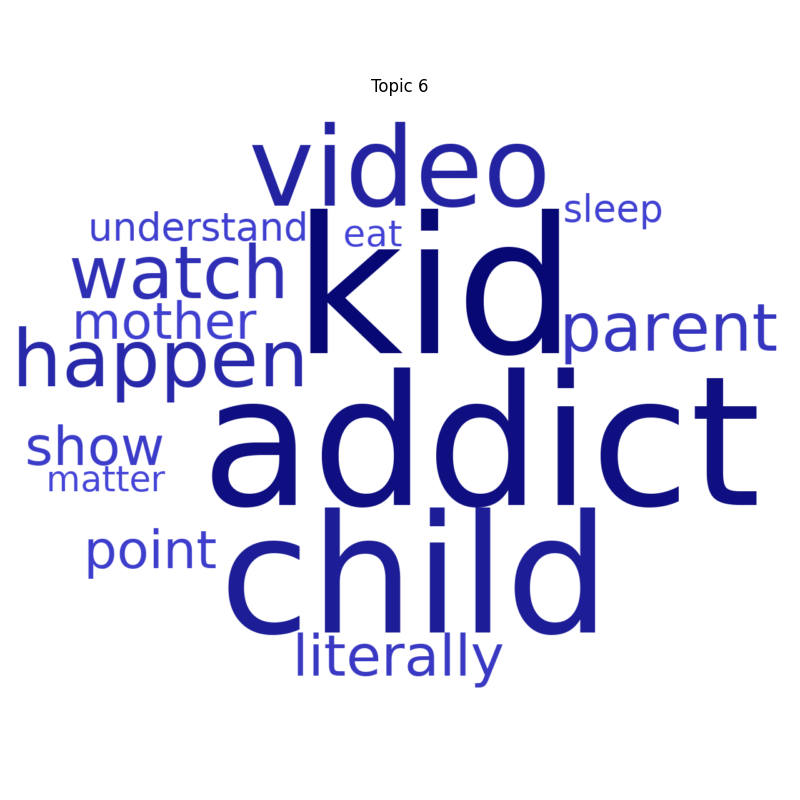 Topic 6
video
sleep
understand
eat
kid
watch
mother
parent
happen
addict
show
matter
point
child
literally